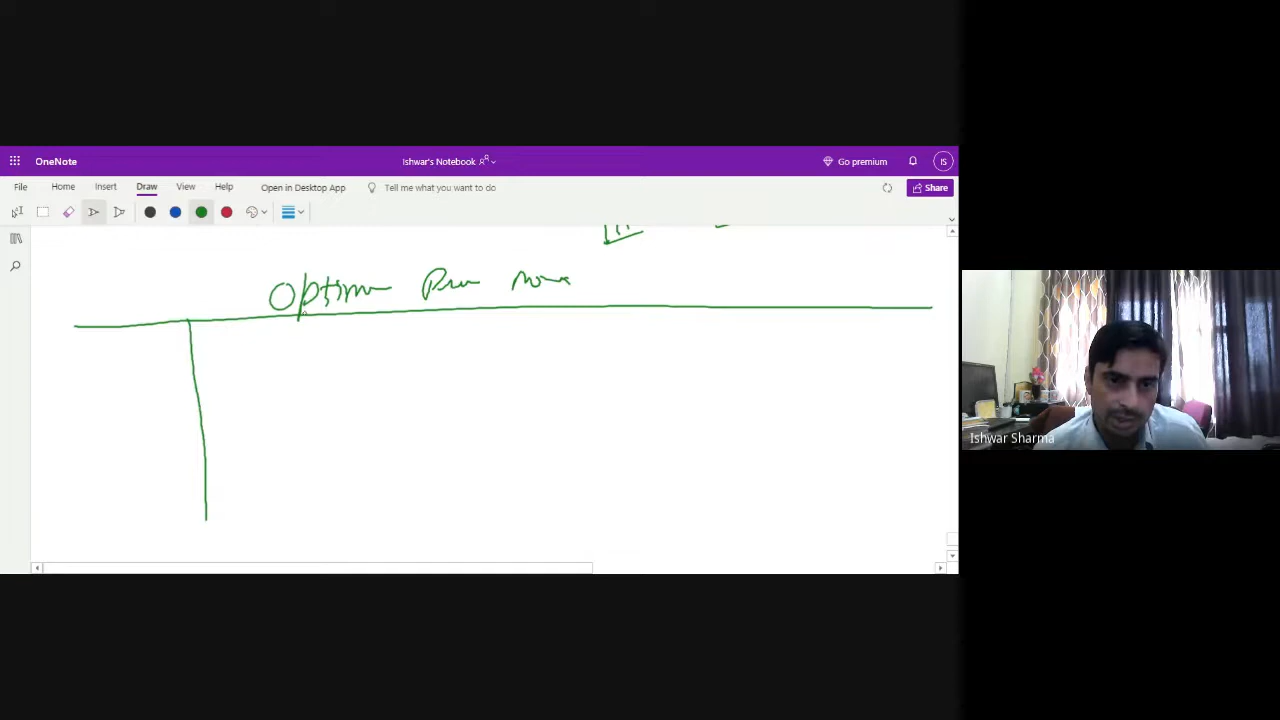 OneNote
Ishwar's Notebook
Go premium
IS
File Home Insert Draw View Help Open in Desktop App Tell me what you want to do
Share
Ishwar Sharma